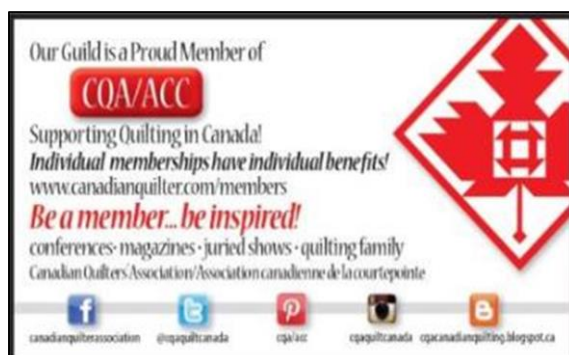 Our Guild is a Proud Member of
CQA/ACC
Supporting Quilting in Canada!
Individual memberships have individual benefits!
www.canadianquilter.com/members
Be a member... be inspired!
conferences· magazines · juried shows · quilting family
Canadian Quilters' Association/Association canadienne de la courtepointe
canadianquilterassociation @cqaquiltcanada cqa/acc cqaquiltcanada cqacanadianquilting.blogspot.ca